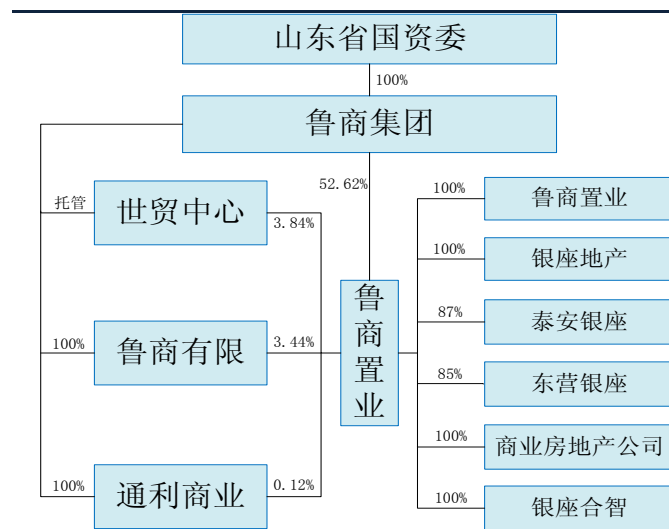 山东省国资委
100%
鲁商集团
52.62%
托管
世贸中心
3.84%
100%
鲁商有限
3.44%
100%
通利商业
0.12%
鲁商置业
100%
鲁商置业
100%
银座地产
87%
泰安银座
85%
东营银座
100%
商业房地产公司
100%
银座合智